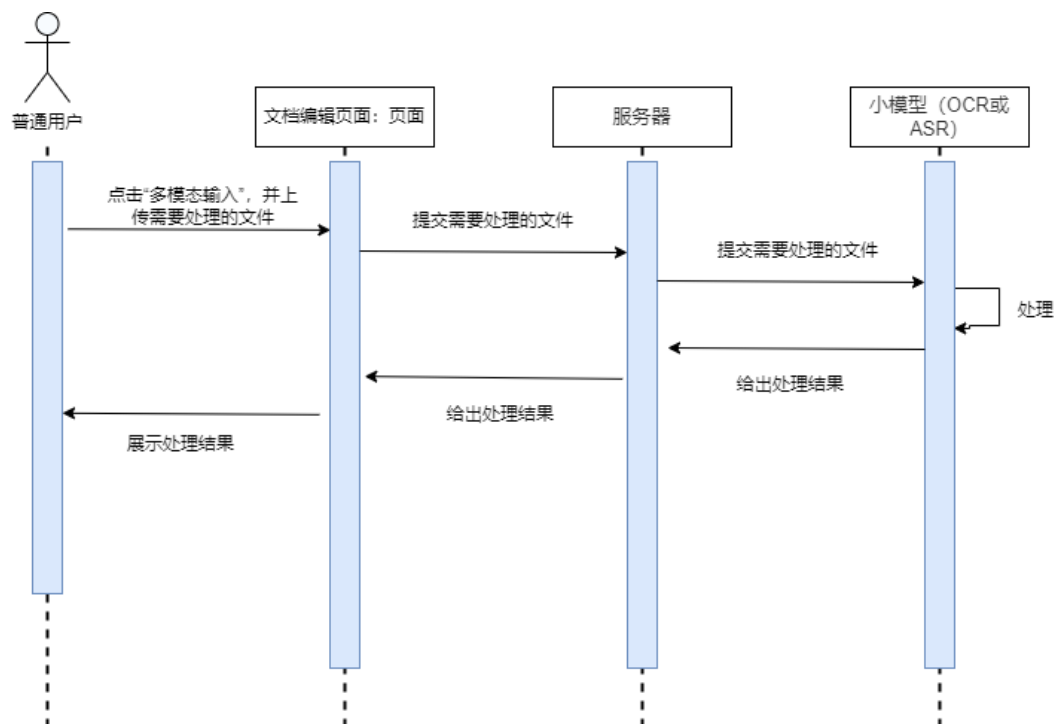 普通用户
文档编辑页面：页面
服务器
小模型（OCR或
ASR）
点击“多模态输入”，并上
传需要处理的文件
提交需要处理的文件
提交需要处理的文件
处理
给出处理结果
给出处理结果
展示处理结果